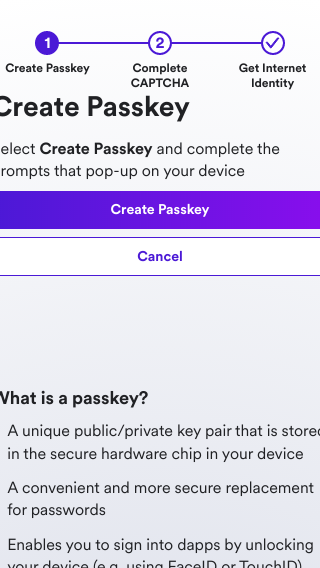 1
2
Create Passkey
Complete
CAPTCHA
Get Internet
Identity
Create Passkey
elect Create Passkey and complete the
rompts that pop-up on your device
Create Passkey
Cancel
What is a passkey?
A unique public/private key pair that is stored
in the secure hardware chip in your device
A convenient and more secure replacement
for passwords
Enables you to sign into dapps by unlocking
your device (e.g. using FaceID or TouchID)